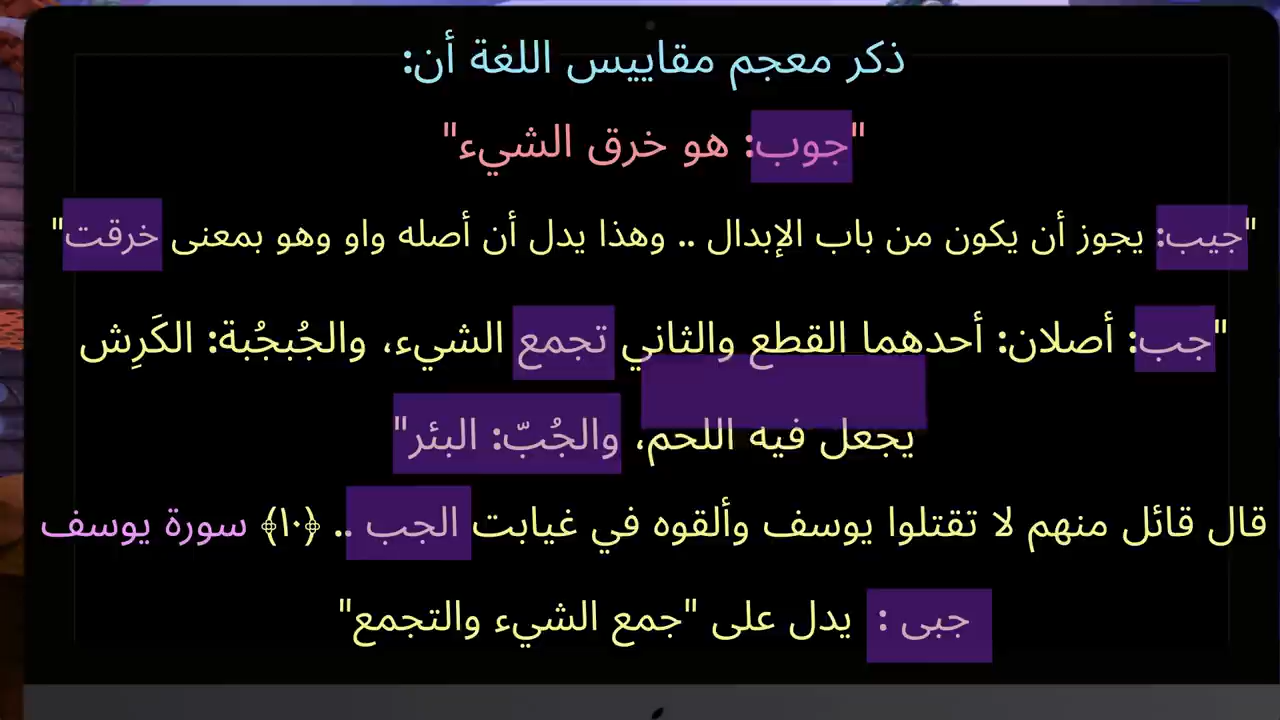 ذكر معجم مقاييس اللغة أن:
"جوب: هو خرق الشيء"
"جيب: يجوز أن يكون من باب الإبدال .. وهذا يدل أن أصله واو وهو بمعنى خرقت"
"جب: أصلان: أحدهما القطع والثاني تجمع الشيء، والجُبجُبة: الكَرِش
يجعل فيه اللحم، والجُبّ: البئر"
قال قائل منهم لا تقتلوا يوسف وألقوه في غيابت الجب .. ﴿١٠﴾ سورة يوسف
جبى : يدل على "جمع الشيء والتجمع"